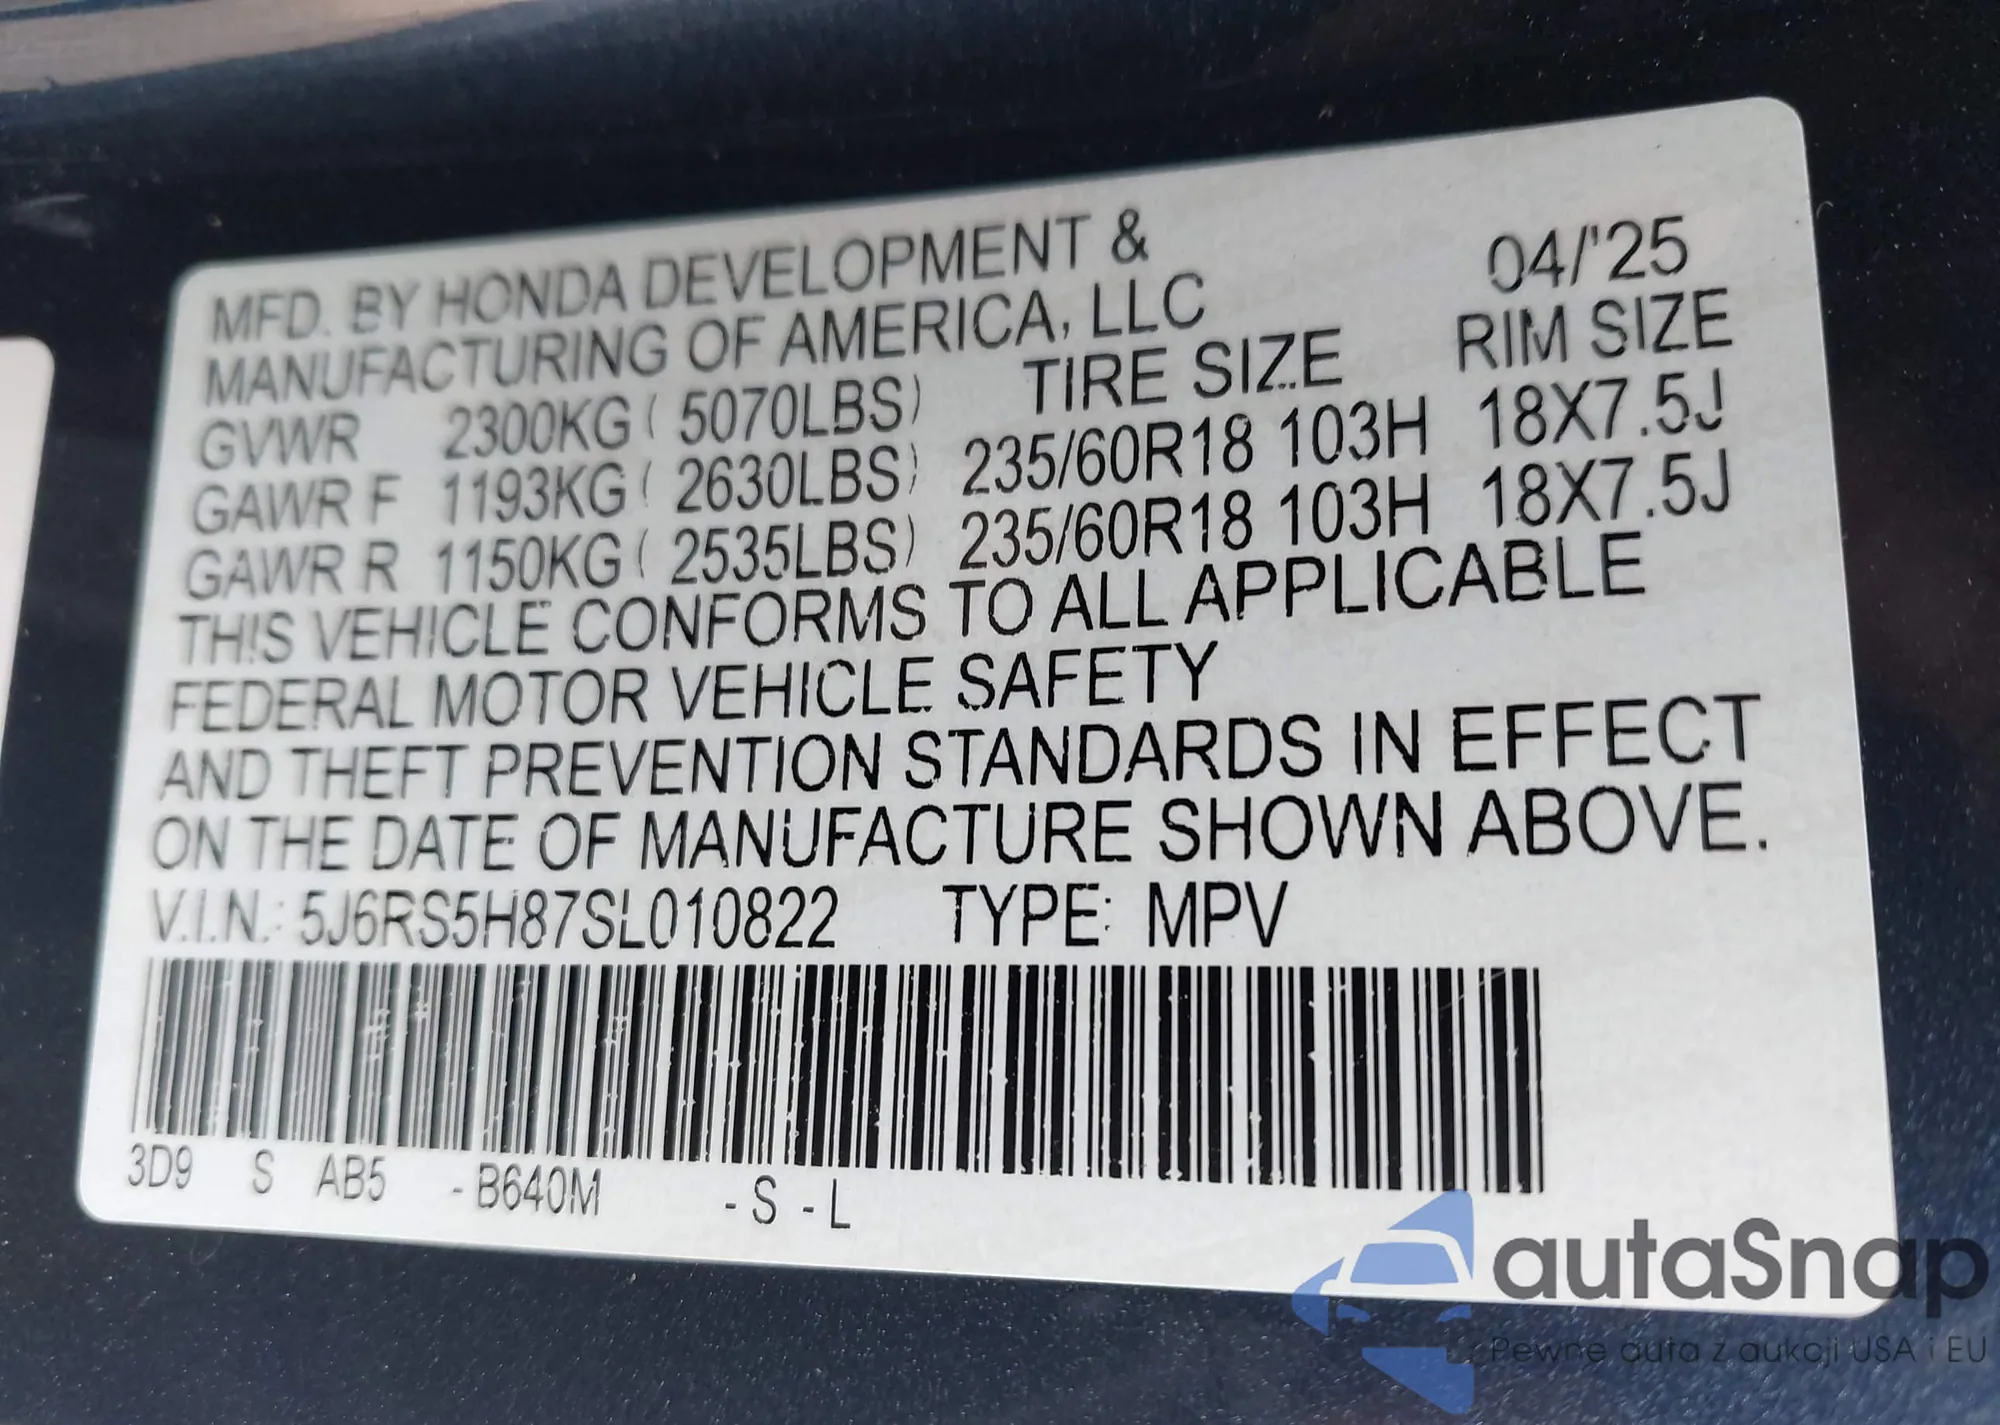 MFD. BY HONDA DEVELOPMENT &
MANUFACTURING OF AMERICA, LLC 04/'25
TIRE SIZE RIM SIZE
GVWR 2300KG ( 5070LBS)
GAWR F 1193KG ( 2630LBS) 235/60R18 103H 18X7.5J
GAWR R 1150KG ( 2535LBS) 235/60R18 103H 18X7.5J
THIS VEHICLE CONFORMS TO ALL APPLICABLE
FEDERAL MOTOR VEHICLE SAFETY
AND THEFT PREVENTION STANDARDS IN EFFECT
ON THE DATE OF MANUFACTURE SHOWN ABOVE.
V.I.N.: 5J6RS5H87SL010822 TYPE: MPV
3D9 S AB5 -B640M -S -L
autaSnap
Pewne auta z aukcji USA i EU